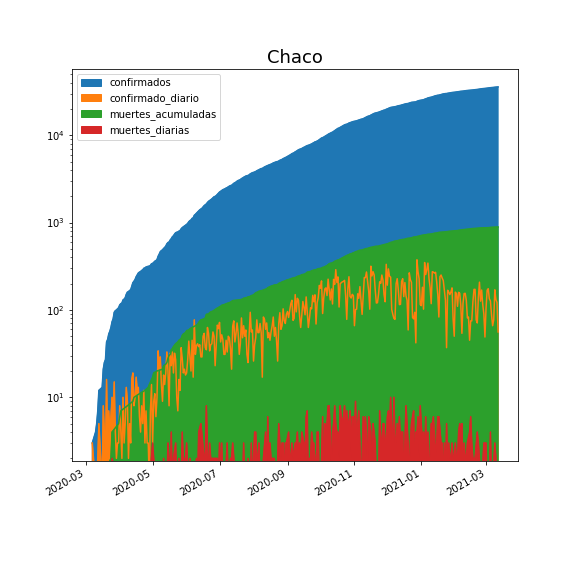 Chaco
confirmados
confirmado_diario
muertes_acumuladas
muertes_diarias
10⁴
10³
10²
10¹
2020-03
2020-05
2020-07
2020-09
2020-11
2021-01
2021-03